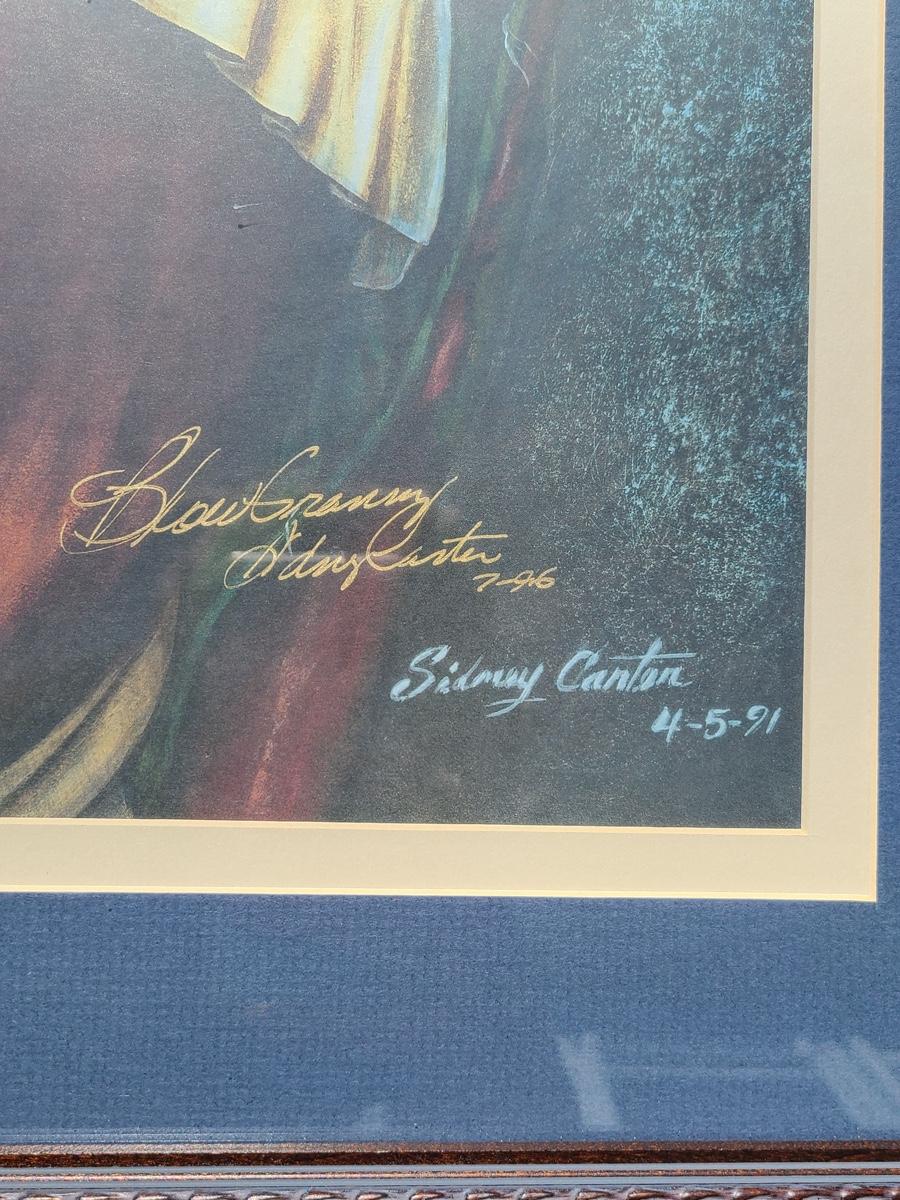 Blow Granny
Sidney Carter
7-96
Sidney Carter
4-5-91